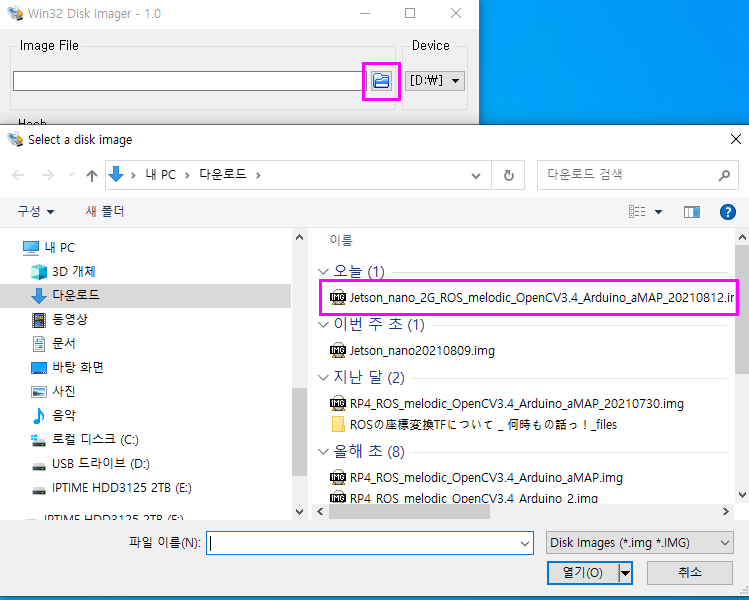 Win32 Disk Imager - 1.0
Image File
Device
[D:₩]
Hash
Select a disk image
내 PC
다운로드
다운로드 검색
구성
새 폴더
이름
내 PC
3D 개체
다운로드
동영상
문서
바탕 화면
사진
음악
로컬 디스크 (C:)
USB 드라이브 (D:)
IPTIME HDD3125 2TB (E:)
IPTIME HDD3125 2TB (E:)
오늘 (1)
Jetson_nano_2G_ROS_melodic_OpenCV3.4_Arduino_aMAP_20210812.ir
이번 주 초 (1)
Jetson_nano20210809.img
지난 달 (2)
RP4_ROS_melodic_OpenCV3.4_Arduino_aMAP_20210730.img
ROSの座標変換TFについて _ 何時もの話っ！_files
올해 초 (8)
RP4_ROS_melodic_OpenCV3.4_Arduino_aMAP.img
RP4_ROS_melodic_OpenCV3.4_Arduino_2.img
파일 이름(N):
Disk Images (*.img *.IMG)
열기(O)
취소